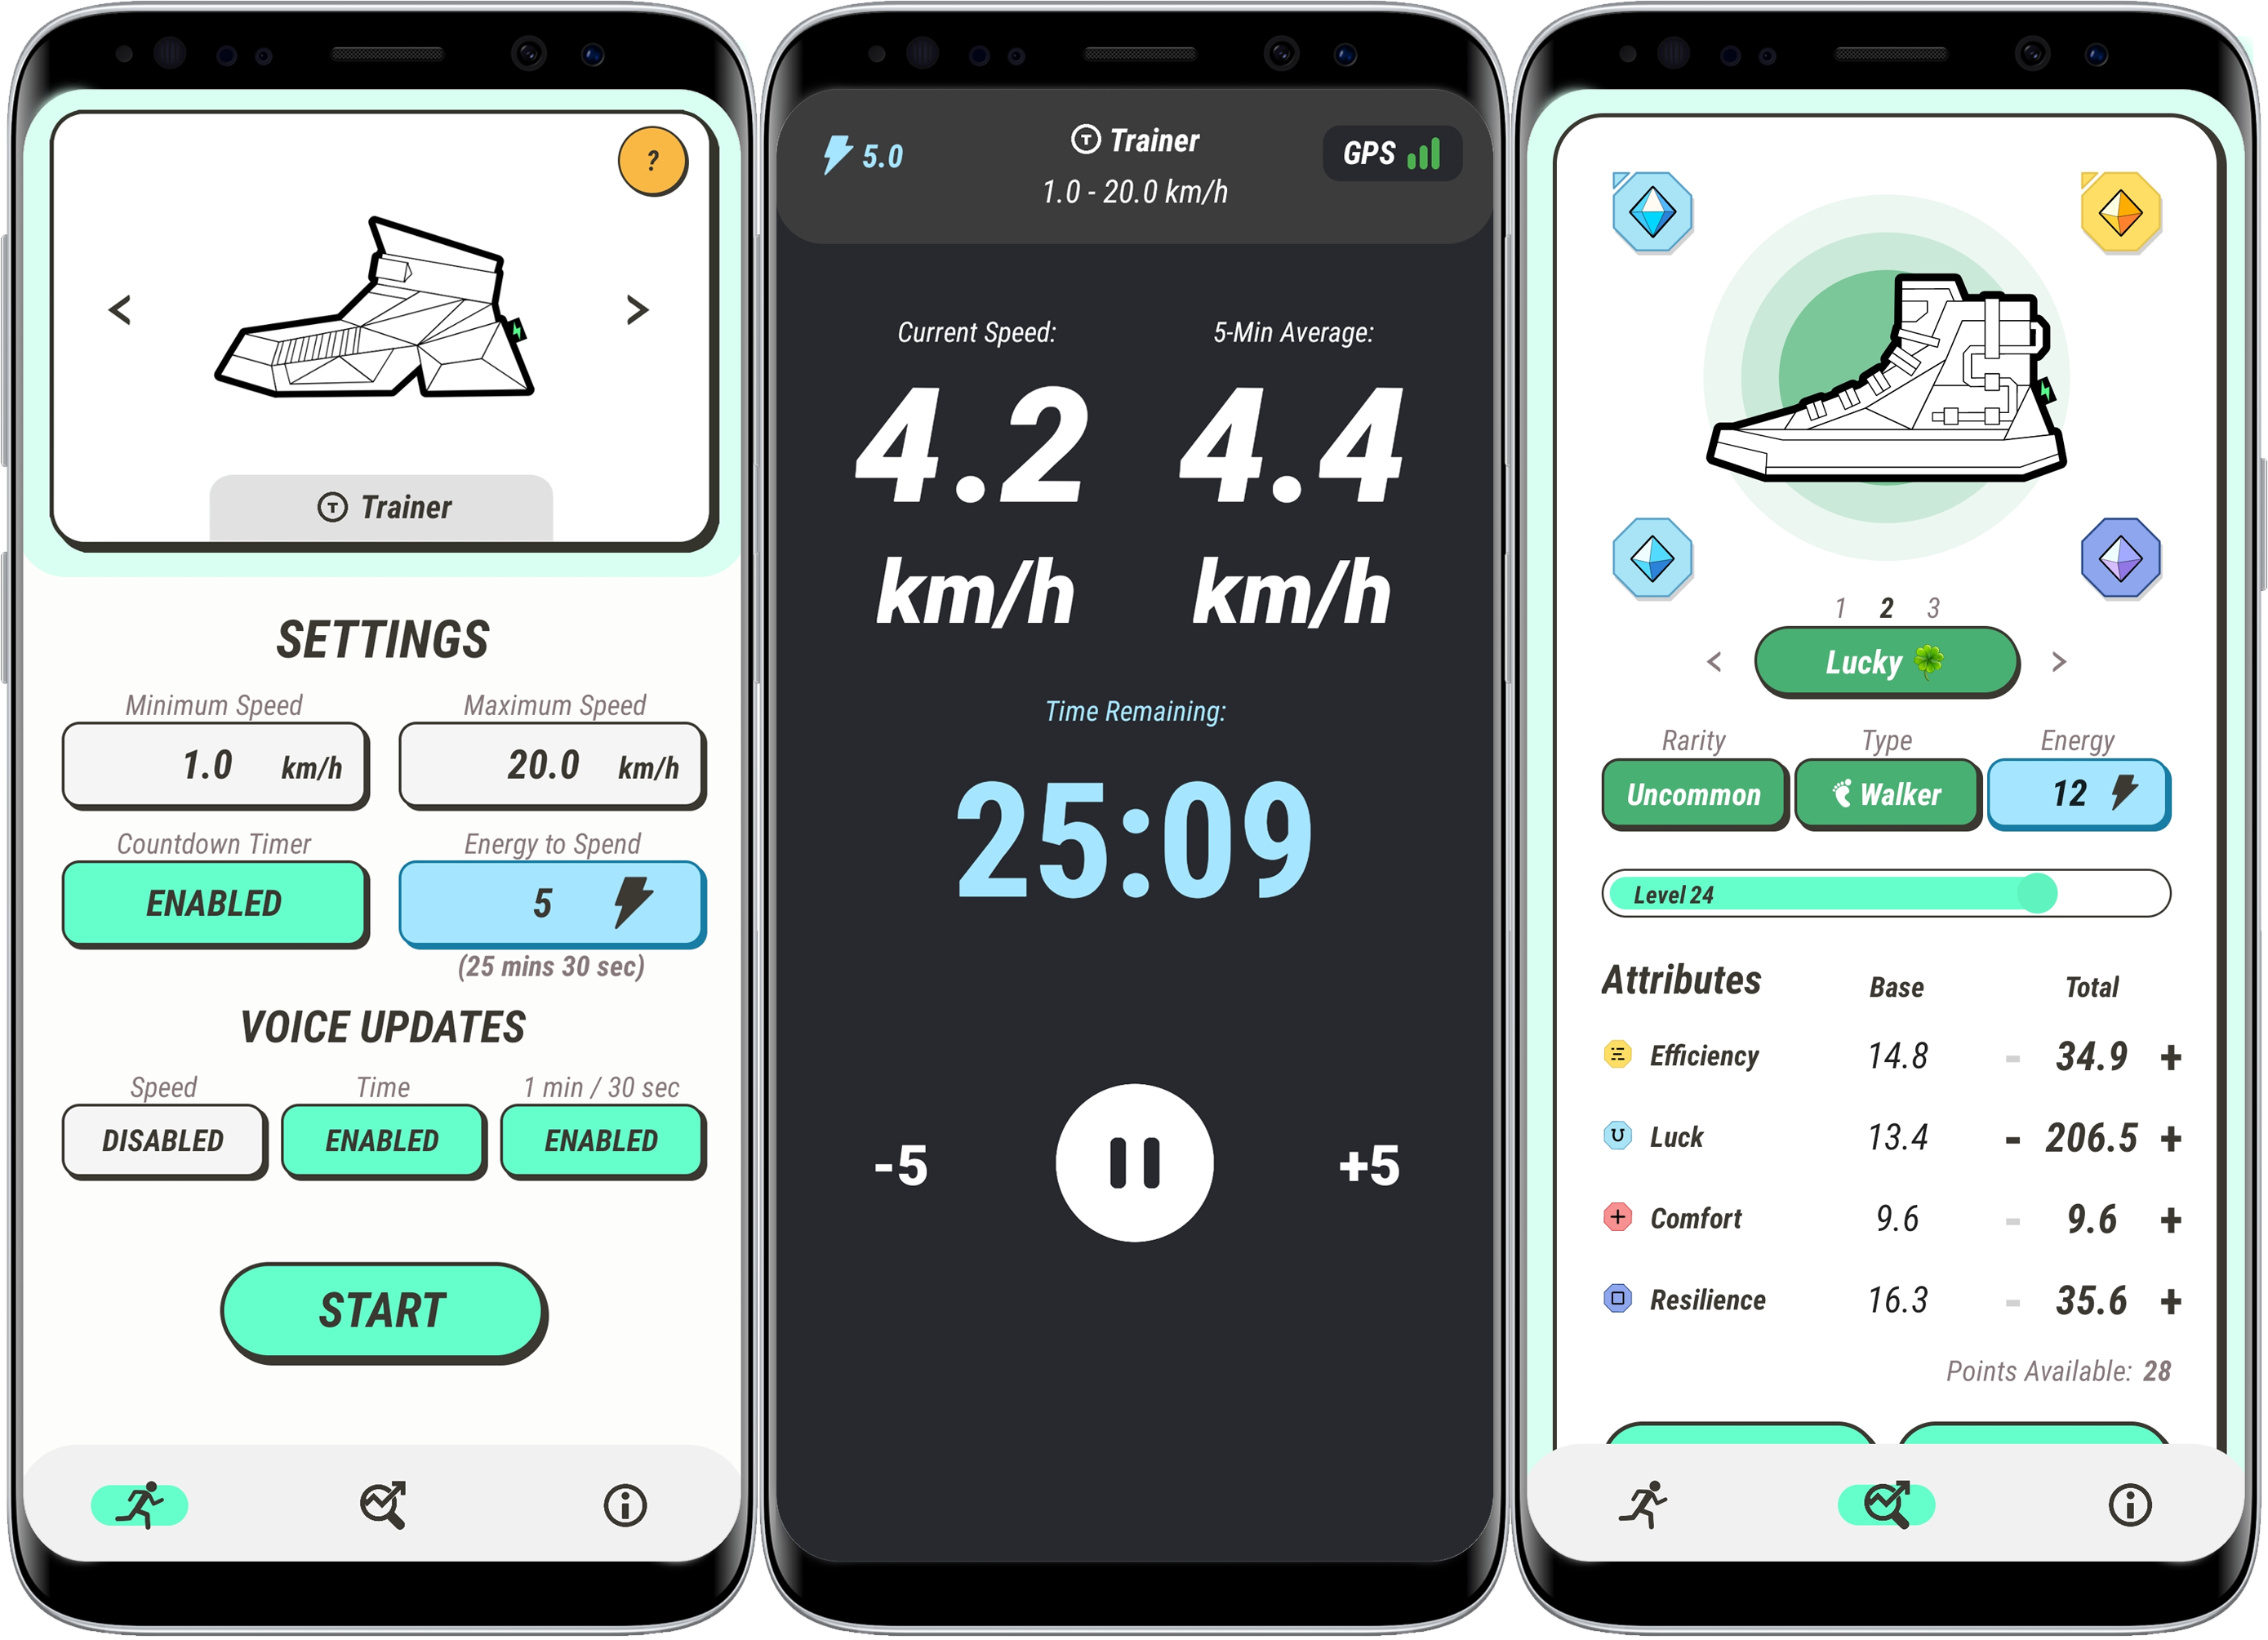 ?
<
>
T Trainer
SETTINGS
Minimum Speed
Maximum Speed
1.0 km/h
20.0 km/h
Countdown Timer
Energy to Spend
ENABLED
5
(25 mins 30 sec)
VOICE UPDATES
Speed
Time
1 min / 30 sec
DISABLED
ENABLED
ENABLED
START
5.0
T Trainer
GPS
1.0 - 20.0 km/h
Current Speed:
5-Min Average:
4.2
4.4
km/h
km/h
Time Remaining:
25:09
-5
+5
1 2 3
< Lucky 🍀 >
Rarity
Type
Energy
Uncommon
Walker
12
Level 24
Attributes Base Total
Efficiency 14.8 - 34.9 +
Luck 13.4 - 206.5 +
Comfort 9.6 - 9.6 +
Resilience 16.3 - 35.6 +
Points Available: 28